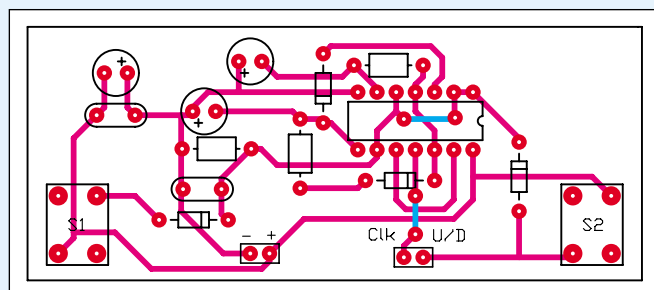 +
+
+
S1
S2
- +
Clk U/D